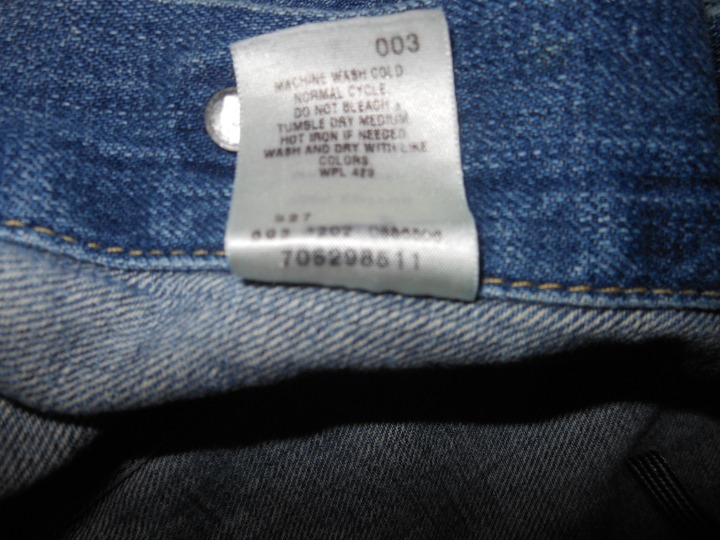 003
MACHINE WASH COLD
NORMAL CYCLE.
DO NOT BLEACH
TUMBLE DRY MEDIUM
HOT IRON IF NEEDED
WASH AND DRY WITH LIKE
COLORS
WPL 423
706298511